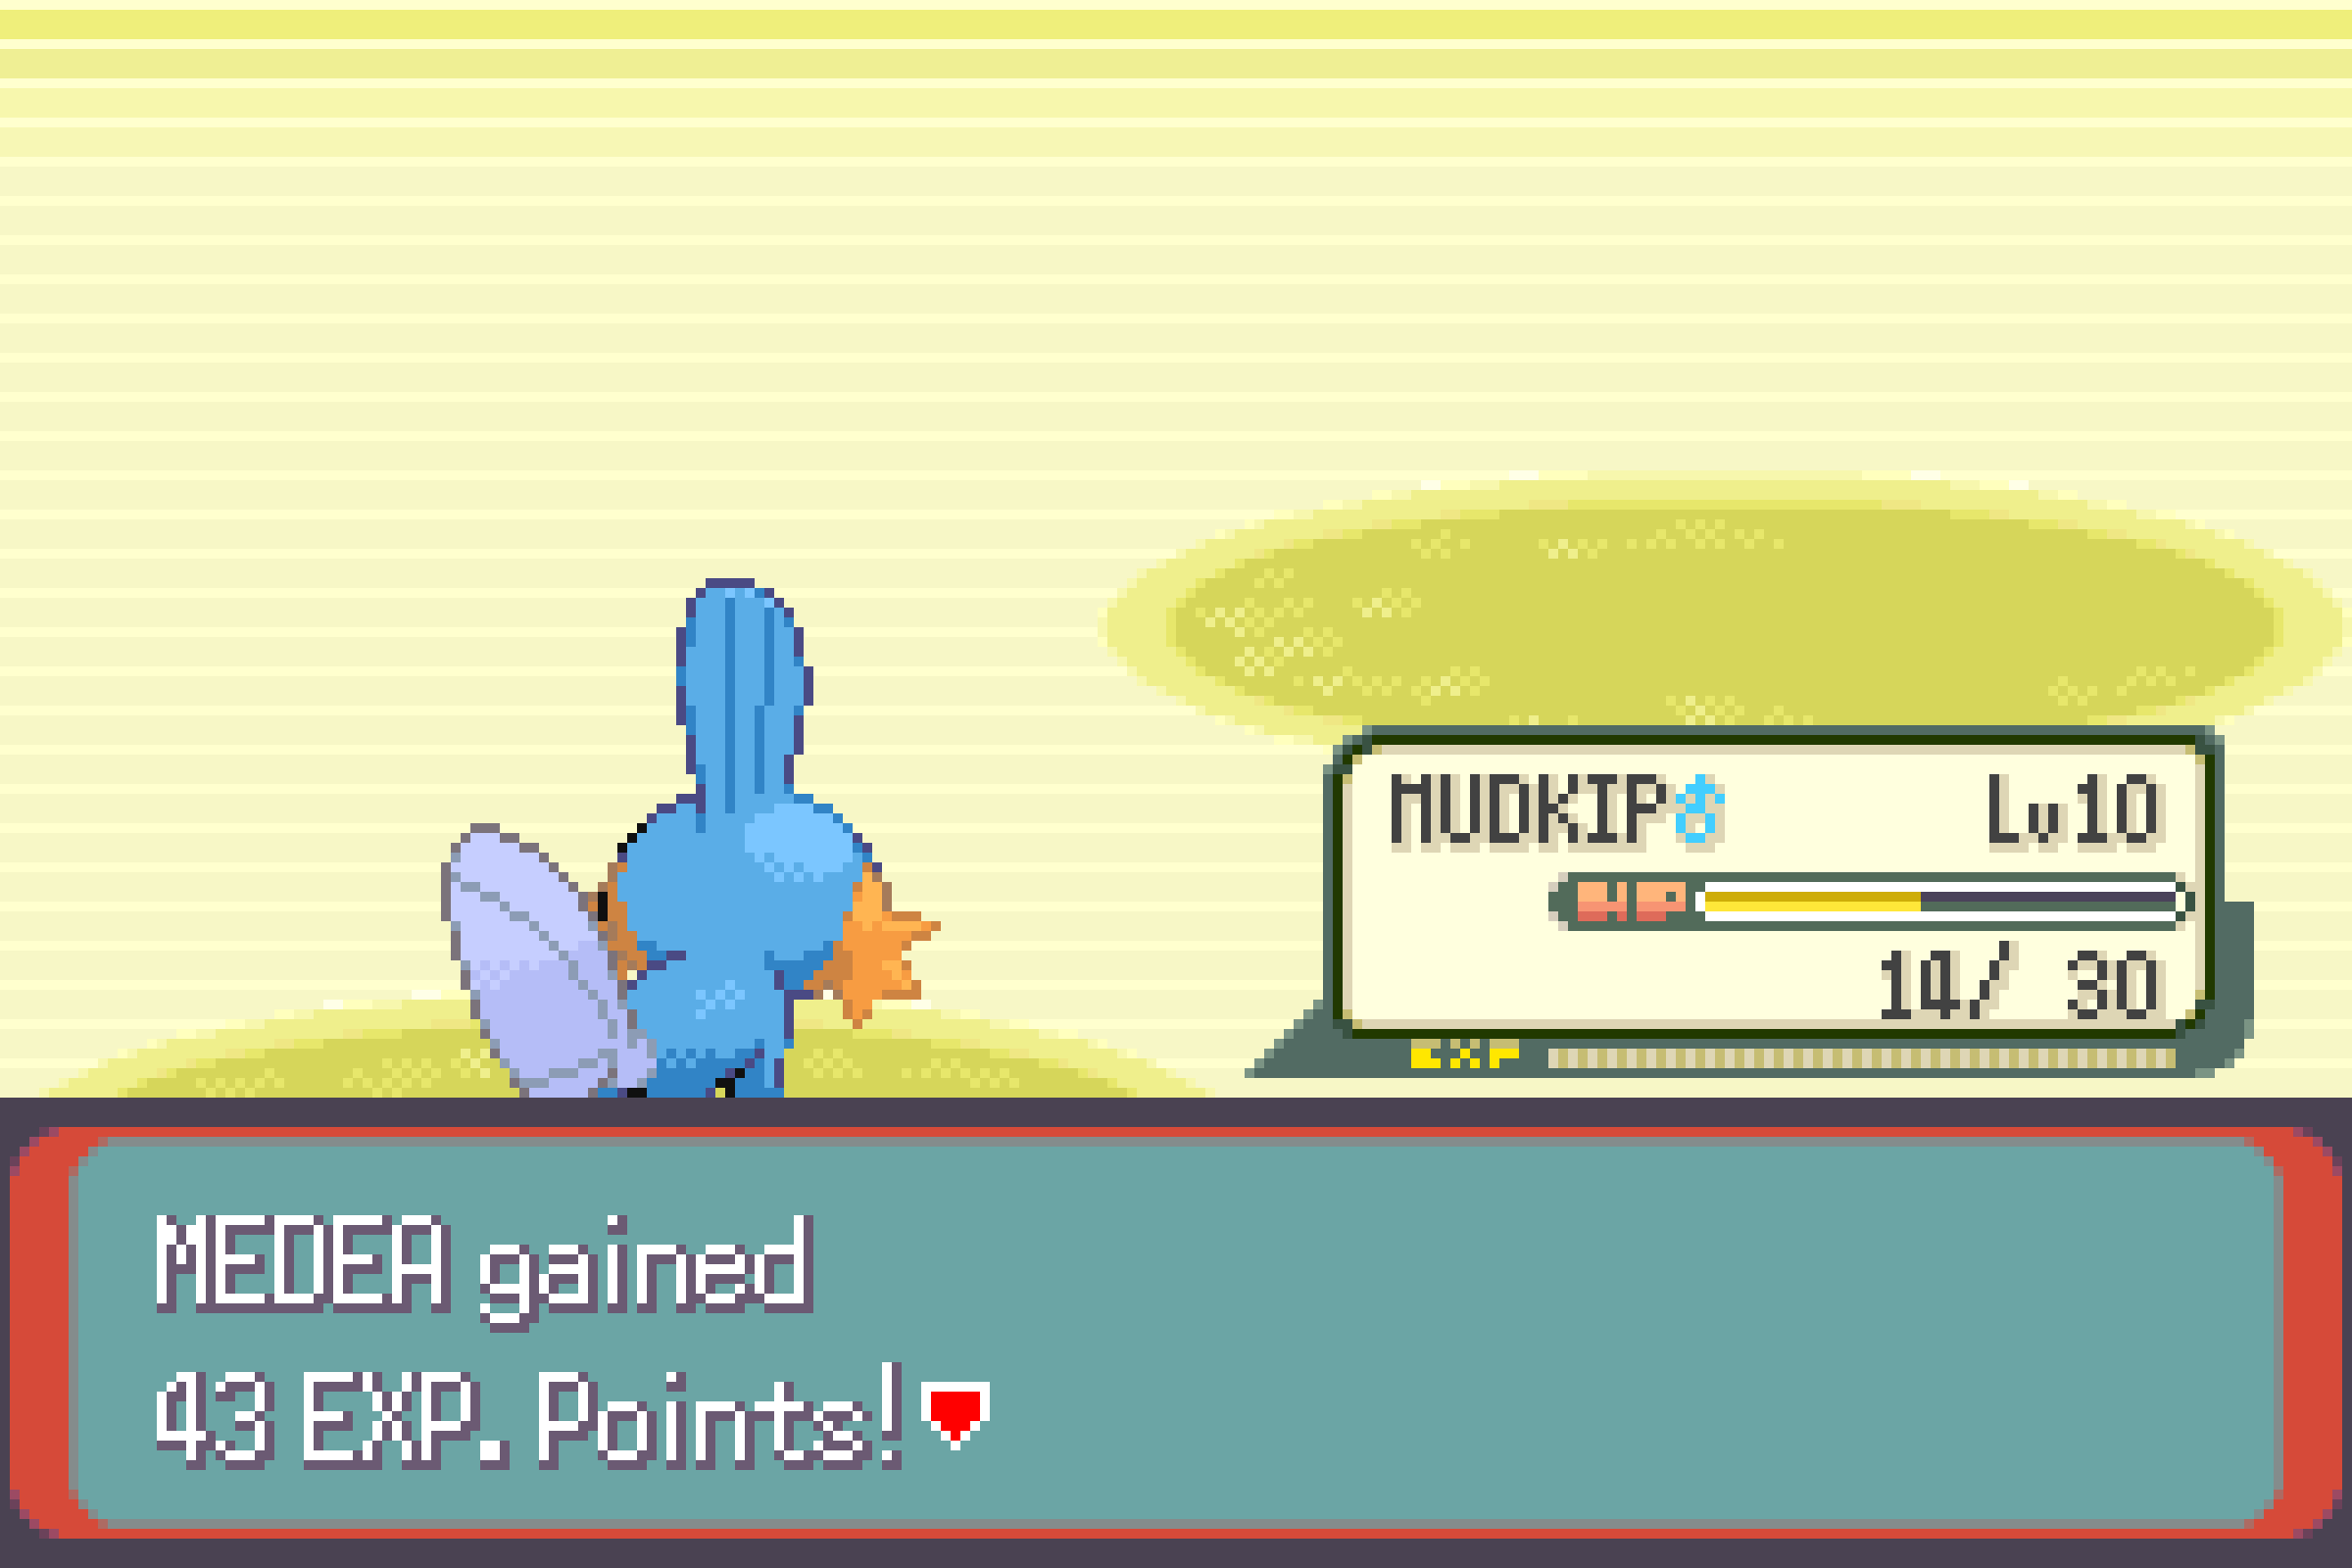 MUDKIP♂ Lv10
HP
14/ 30
EXP
MEDEA gained
43 EXP. Points!